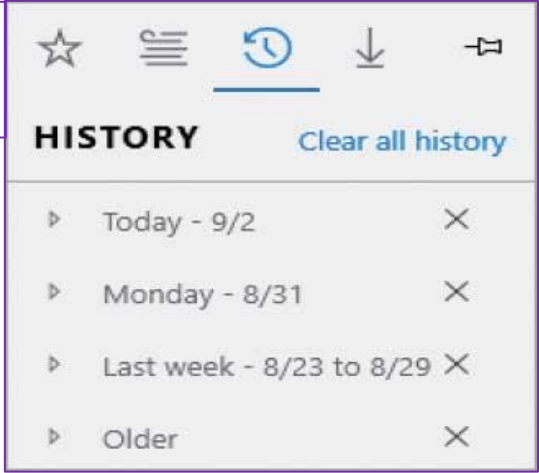 HISTORY Clear all history
Today - 9/2
Monday - 8/31
Last week - 8/23 to 8/29
Older